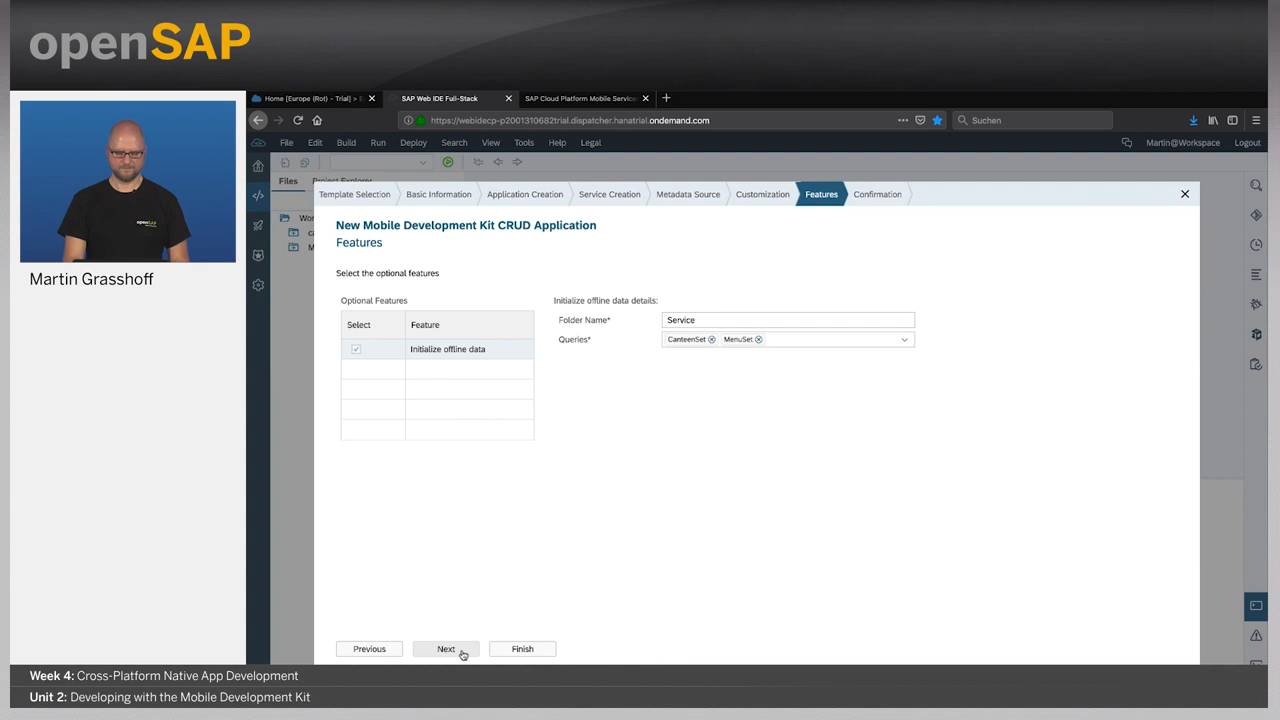 openSAP
Martin Grasshoff
Home [Europe (Rot) - Trial] >
SAP Web IDE Full-Stack
SAP Cloud Platform Mobile Service
https://webidecp-p2001310682trial.dispatcher.hanatrial.ondemand.com
Suchen
File Edit Build Run Deploy Search View Tools Help Legal
Martin@Workspace Logout
Files Project Explorer
Template Selection Basic Information Application Creation Service Creation Metadata Source Customization Features Confirmation
New Mobile Development Kit CRUD Application
Features
Select the optional features
Optional Features
Select Feature
Initialize offline data
Initialize offline data details:
Folder Name* Service
Queries* CanteenSet MenuSet
Previous Next Finish
Week 4: Cross-Platform Native App Development
Unit 2: Developing with the Mobile Development Kit